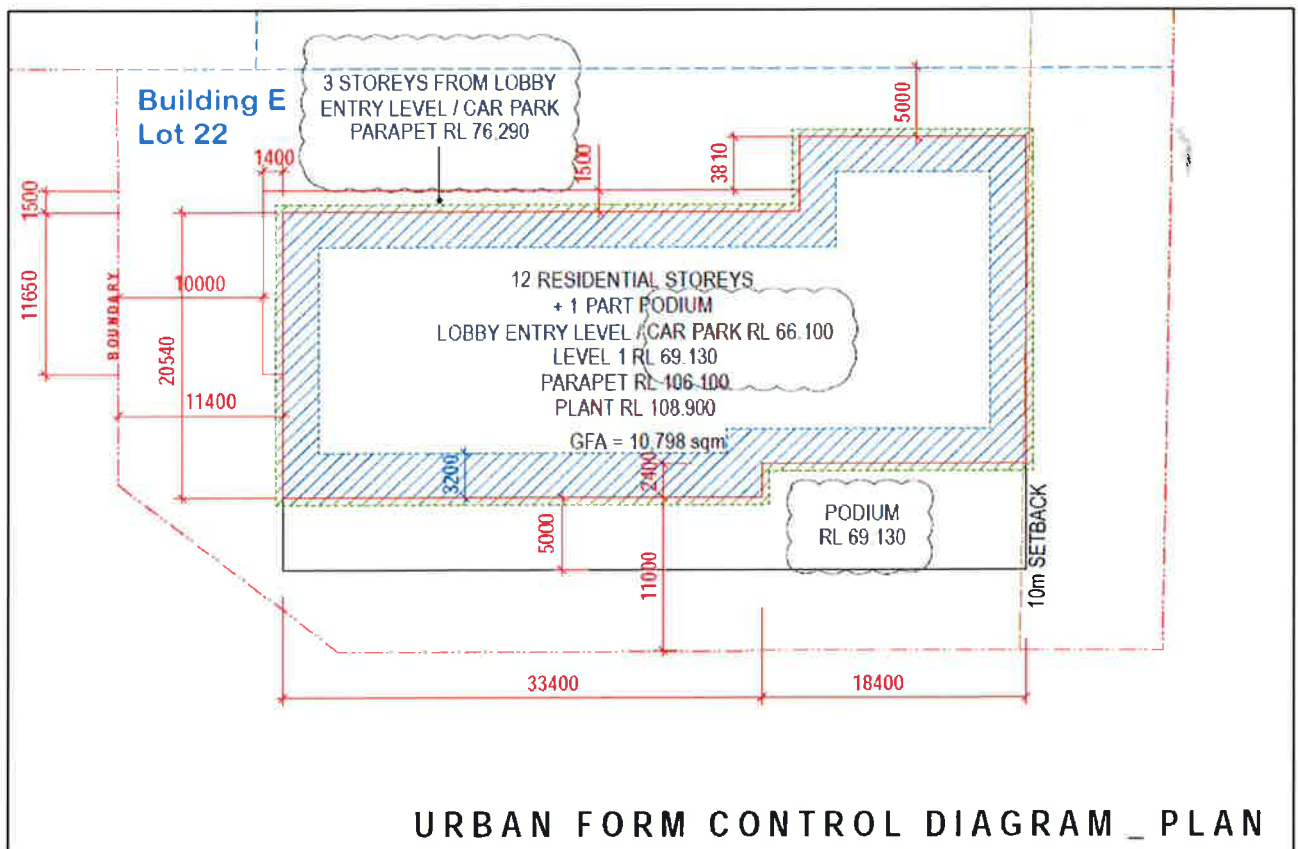 Building E
Lot 22
3 STOREYS FROM LOBBY
ENTRY LEVEL / CAR PARK
PARAPET RL 76.290
1400
1500
3810
5000
1500
11650
BOUNDARY
10000
20540
11400
12 RESIDENTIAL STOREYS
+ 1 PART PODIUM
LOBBY ENTRY LEVEL / CAR PARK RL 66.100
LEVEL 1 RL 69.130
PARAPET RL 106.100
PLANT RL 108.900
GFA = 10,798 sqm
3200
2400
5000
11000
PODIUM
RL 69.130
10m SETBACK
33400
18400
URBAN FORM CONTROL DIAGRAM _ PLAN